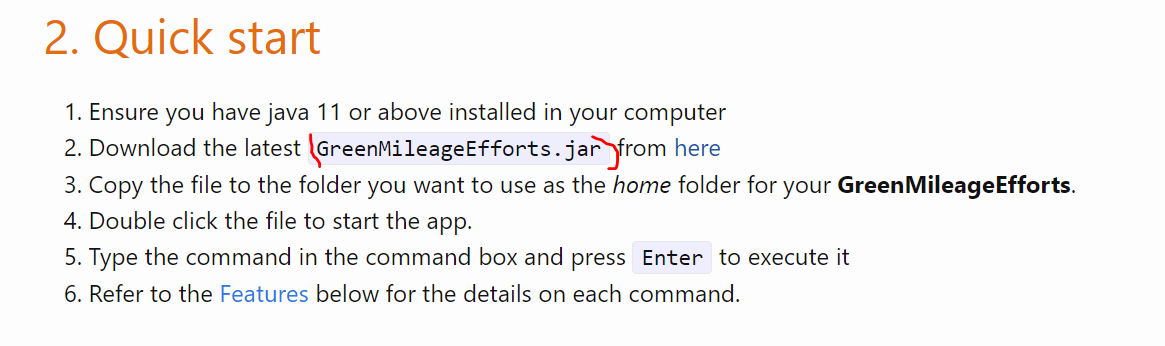 2. Quick start
1. Ensure you have java 11 or above installed in your computer
2. Download the latest GreenMileageEfforts.jar from here
3. Copy the file to the folder you want to use as the home folder for your GreenMileageEfforts.
4. Double click the file to start the app.
5. Type the command in the command box and press Enter to execute it
6. Refer to the Features below for the details on each command.